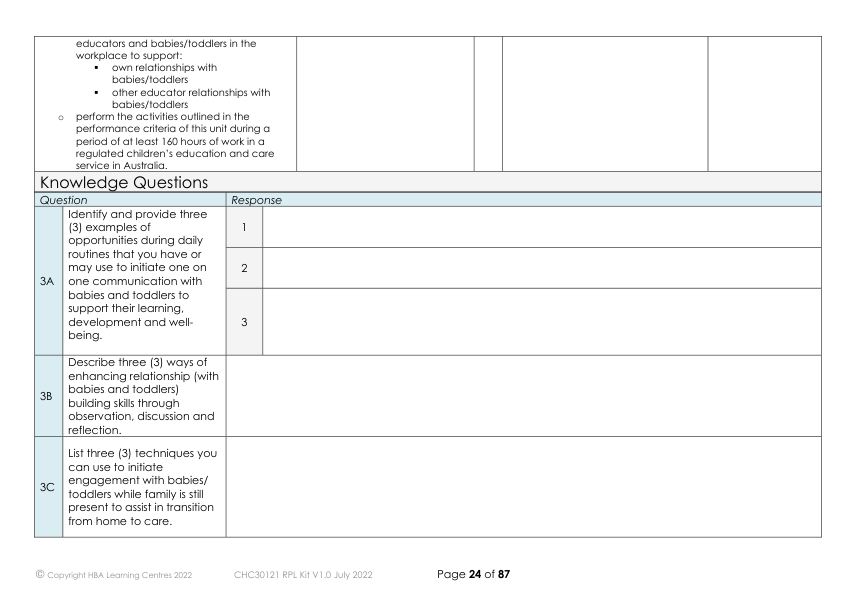 educators and babies/toddlers in the
workplace to support:
▪ own relationships with
babies/toddlers
▪ other educator relationships with
babies/toddlers
o perform the activities outlined in the
performance criteria of this unit during a
period of at least 160 hours of work in a
regulated children's education and care
service in Australia.
Knowledge Questions
Question Response
3A
Identify and provide three
(3) examples of
opportunities during daily
routines that you have or
may use to initiate one on
one communication with
babies and toddlers to
support their learning,
development and well-
being.
1
2
3
3B
Describe three (3) ways of
enhancing relationship (with
babies and toddlers)
building skills through
observation, discussion and
reflection.
3C
List three (3) techniques you
can use to initiate
engagement with babies/
toddlers while family is still
present to assist in transition
from home to care.
© Copyright HBA Learning Centres 2022 CHC30121 RPL Kit V1.0 July 2022 Page 24 of 87